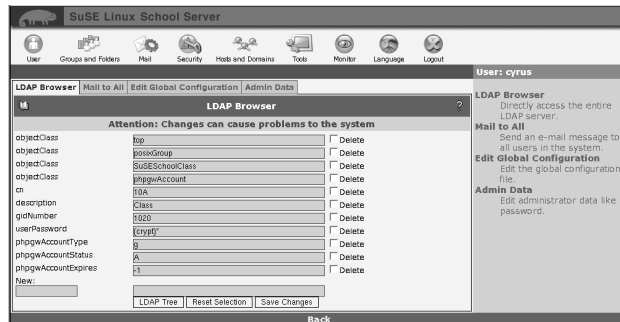 SuSE Linux School Server
User Groups and Folders Mail Security Hosts and Domains Tools Monitor Language Logout
User: cyrus
LDAP Browser Mail to All Edit Global Configuration Admin Data
LDAP Browser ?
Attention: Changes can cause problems to the system
objectClass top Delete
objectClass posixGroup Delete
objectClass SuSESchoolClass Delete
objectClass phpgwAccount Delete
cn 10A Delete
description Class Delete
gidNumber 1020 Delete
userPassword {crypt}* Delete
phpgwAccountType g Delete
phpgwAccountStatus A Delete
phpgwAccountExpires -1 Delete
New:
LDAP Tree Reset Selection Save Changes
LDAP Browser
Directly access the entire
LDAP server.
Mail to All
Send an e-mail message to
all users in the system.
Edit Global Configuration
Edit the global configuration
file.
Admin Data
Edit administrator data like
password.
Back